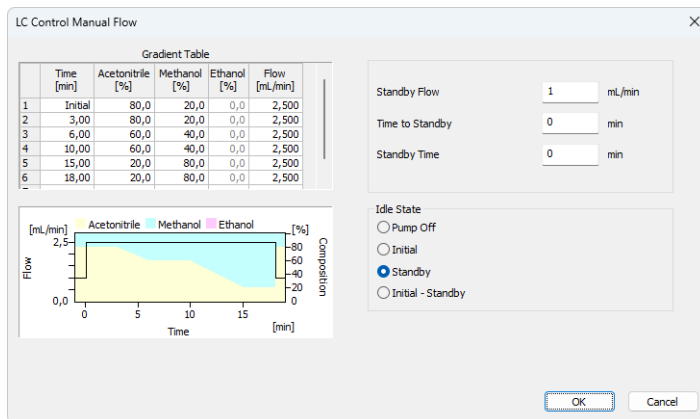 LC Control Manual Flow
Gradient Table
Time [min] Acetonitrile [%] Methanol [%] Ethanol [%] Flow [mL/min]
1 Initial 80,0 20,0 0,0 2,500
2 3,00 80,0 20,0 0,0 2,500
3 6,00 60,0 40,0 0,0 2,500
4 10,00 60,0 40,0 0,0 2,500
5 15,00 20,0 80,0 0,0 2,500
6 18,00 20,0 80,0 0,0 2,500
Standby Flow 1 mL/min
Time to Standby 0 min
Standby Time 0 min
[mL/min] Acetonitrile Methanol Ethanol [%]
2,5
0,0
Flow
80
60
40
20
0
Composition
0 5 10 15
Time [min]
Idle State
Pump Off
Initial
Standby
Initial - Standby
OK Cancel